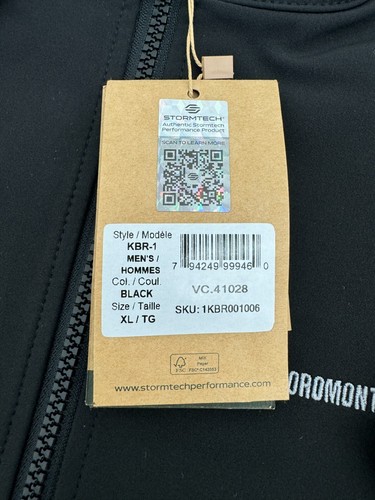 STORMTECH®
Authentic Stormtech
Performance Product
SCAN TO LEARN MORE
Style / Modèle
KBR-1
MEN'S /
HOMMES
Col. / Coul.
BLACK
Size / Taille
XL / TG
7 94249 99946 0
VC.41028
SKU: 1KBR001006
FSC
MIX
Paper
www.stormtechperformance.com
OROMONT